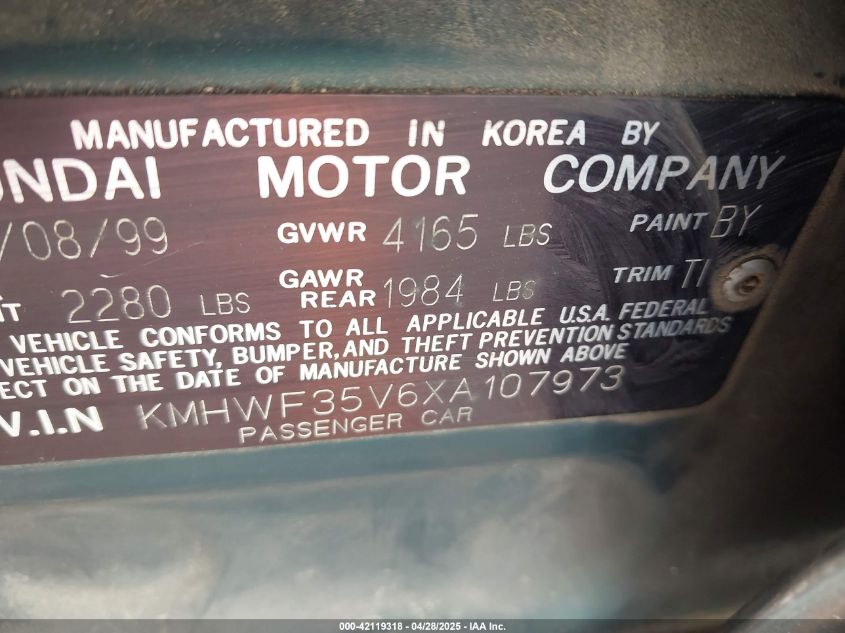 MANUFACTURED IN KOREA BY
UNDAI MOTOR COMPANY
/08/99 GVWR 4165 LBS PAINT BY
T 2280 LBS GAWR REAR 1984 LBS TRIM TI
VEHICLE CONFORMS TO ALL APPLICABLE U.S.A. FEDERAL
VEHICLE SAFETY, BUMPER, AND THEFT PREVENTION STANDARDS
ECT ON THE DATE OF MANUFACTURE SHOWN ABOVE
V.I.N KMHWF35V6XA107973
PASSENGER CAR
000-42119318 - 04/28/2025 - IAA Inc.